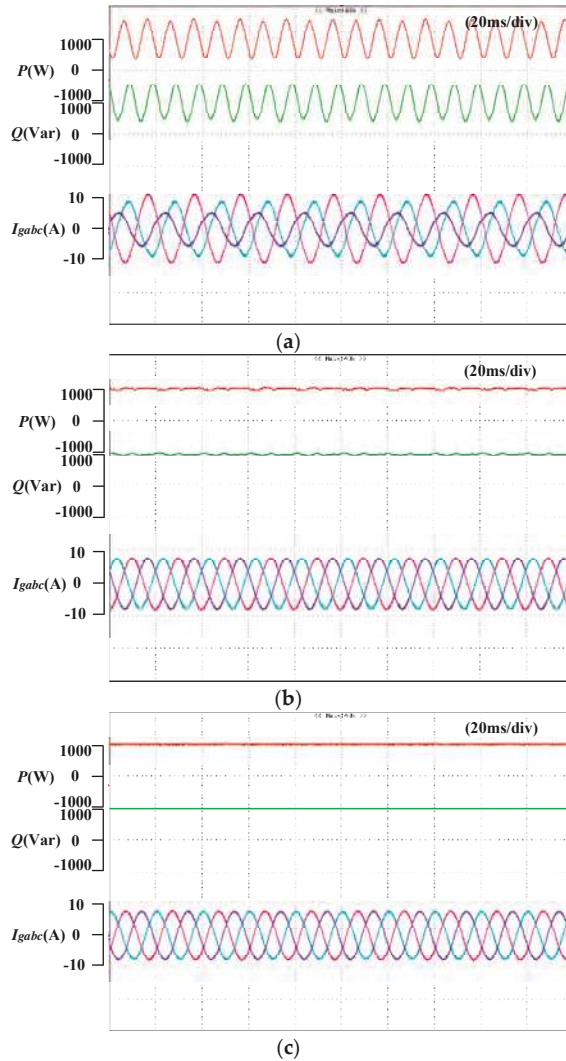 (20ms/div)
1000
P(W) 0
-1000
1000
Q(Var) 0
-1000
10
Igabc(A) 0
-10
(a)
(20ms/div)
1000
P(W) 0
-1000
1000
Q(Var) 0
-1000
10
Igabc(A) 0
-10
(b)
(20ms/div)
1000
P(W) 0
-1000
1000
Q(Var) 0
-1000
10
Igabc(A) 0
-10
(c)